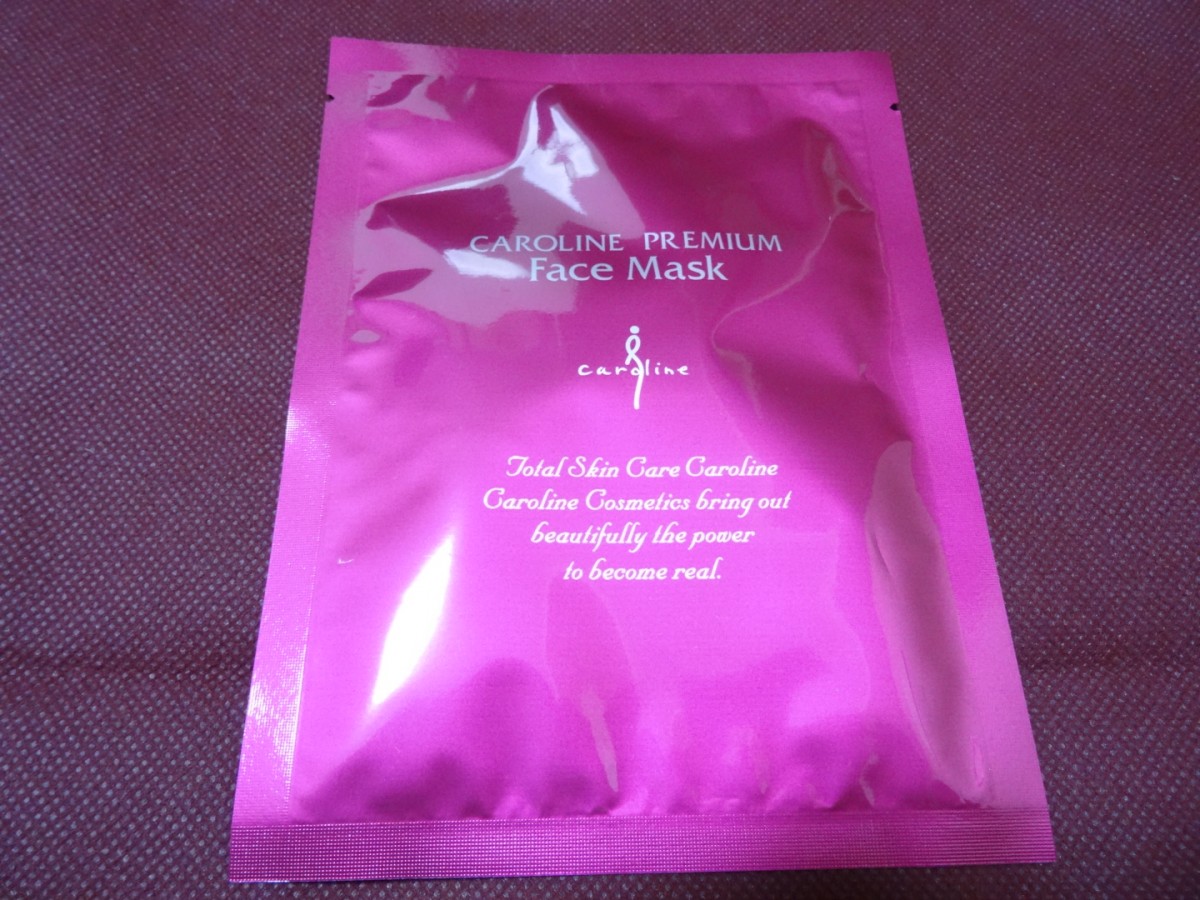 CAROLINE PREMIUM
Face Mask
caroline
Total Skin Care Caroline
Caroline Cosmetics bring out
beautifully the power
to become real.